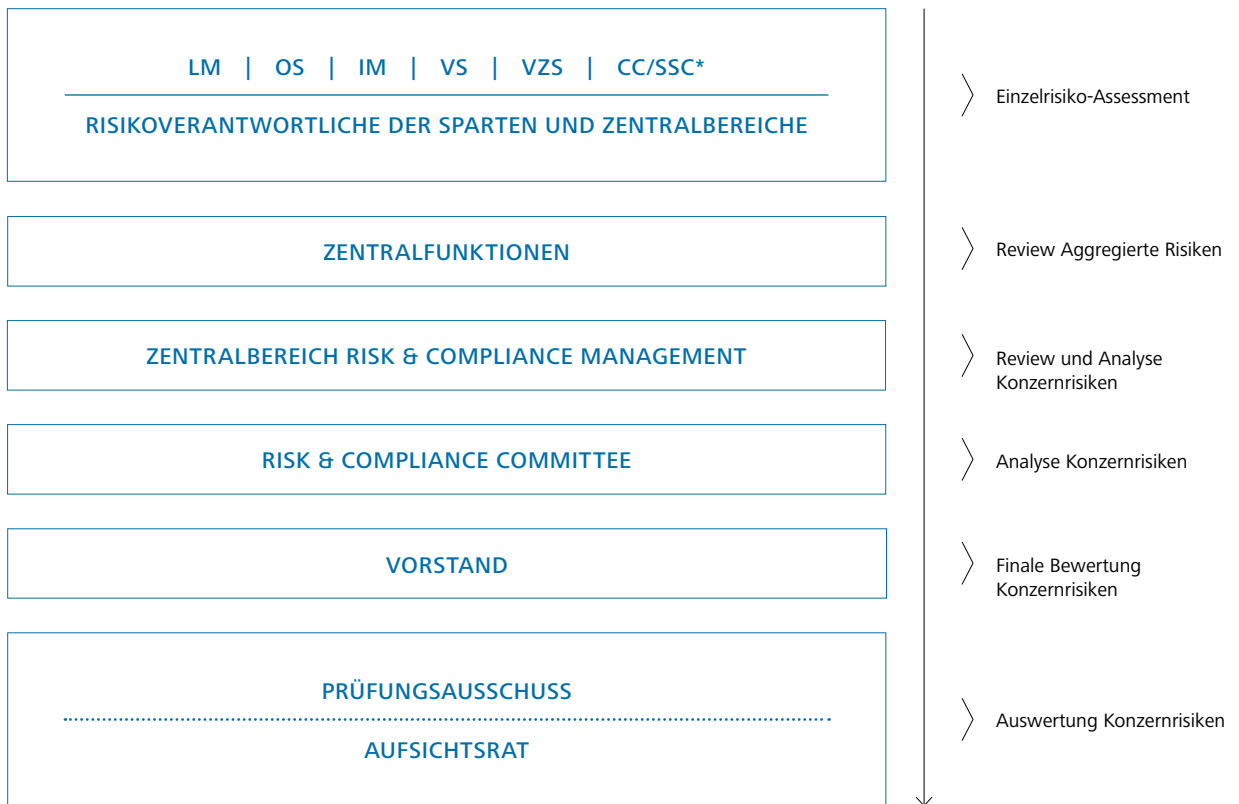 LM | OS | IM | VS | VZS | CC/SSC*
RISIKOVERANTWORTLICHE DER SPARTEN UND ZENTRALBEREICHE
Einzelrisiko-Assessment
ZENTRALFUNKTIONEN
Review Aggregierte Risiken
ZENTRALBEREICH RISK & COMPLIANCE MANAGEMENT
Review und Analyse
Konzernrisiken
RISK & COMPLIANCE COMMITTEE
Analyse Konzernrisiken
VORSTAND
Finale Bewertung
Konzernrisiken
PRÜFUNGSAUSSCHUSS
AUFSICHTSRAT
Auswertung Konzernrisiken